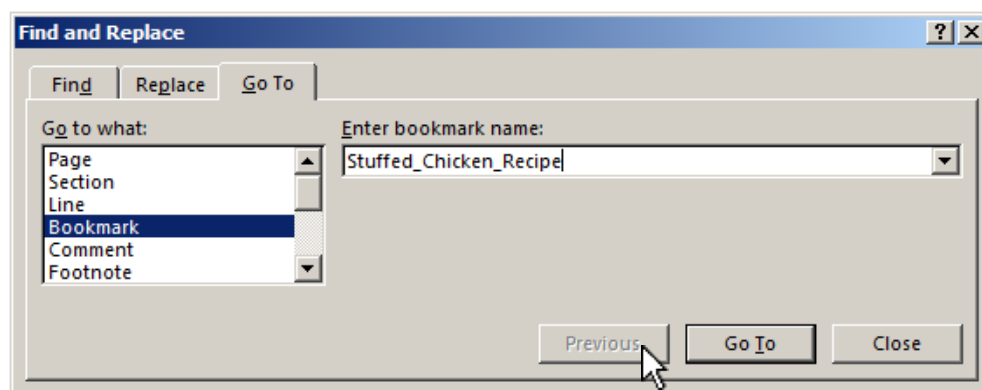 Find and Replace
Find Replace Go To
Go to what: Enter bookmark name:
Page Stuffed_Chicken_Recipe
Section
Line
Bookmark
Comment
Footnote
Previous Go To Close